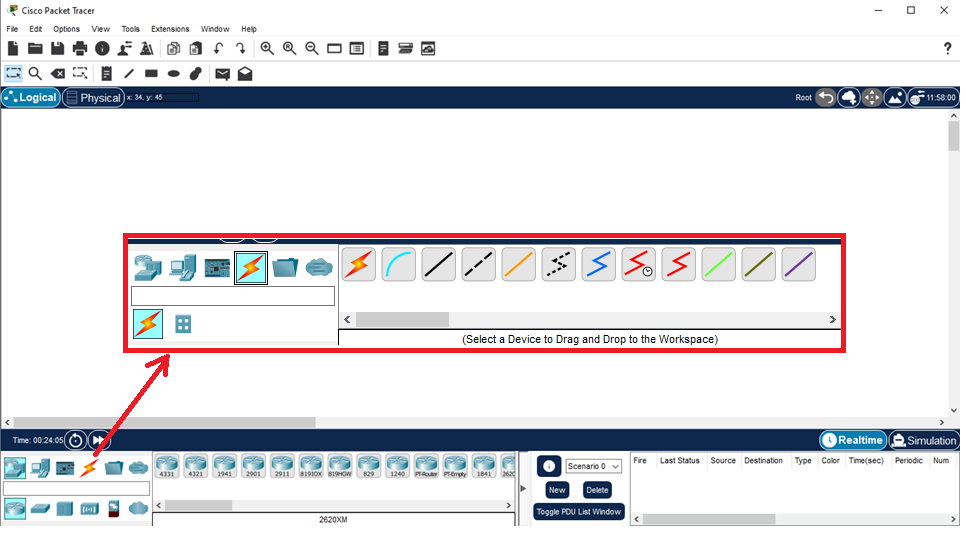 Cisco Packet Tracer
File Edit Options View Tools Extensions Window Help
?
Logical Physical x: 34, y: 45 Root 11:58:00
(Select a Device to Drag and Drop to the Workspace)
Time: 00:24:05 Realtime Simulation
4331 4321 1941 2901 2911 819IOX 819HGW 829 1240 PT-Router PT-Empty 1841 2620
2620XM
Scenario 0
New Delete
Toggle PDU List Window
Fire Last Status Source Destination Type Color Time(sec) Periodic Num